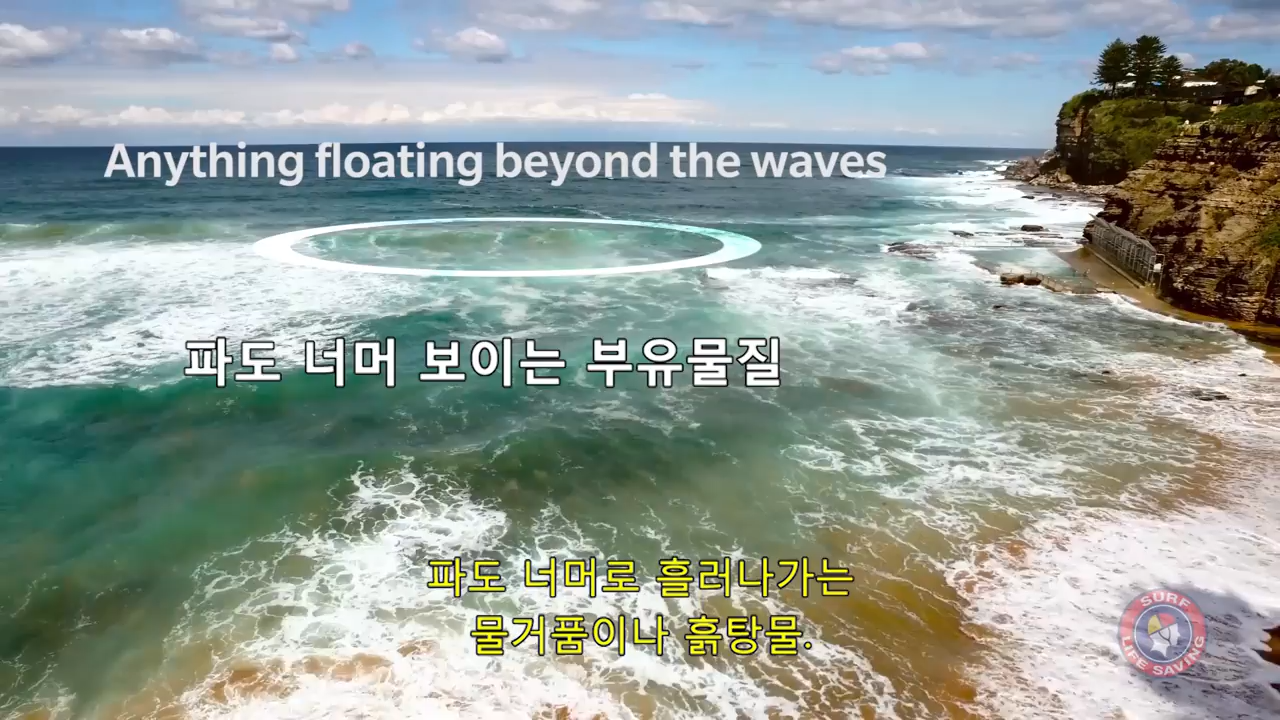 Anything floating beyond the waves
파도 너머 보이는 부유물질
파도 너머로 흘러나가는
물거품이나 흙탕물.
SURF
LIFE SAVING